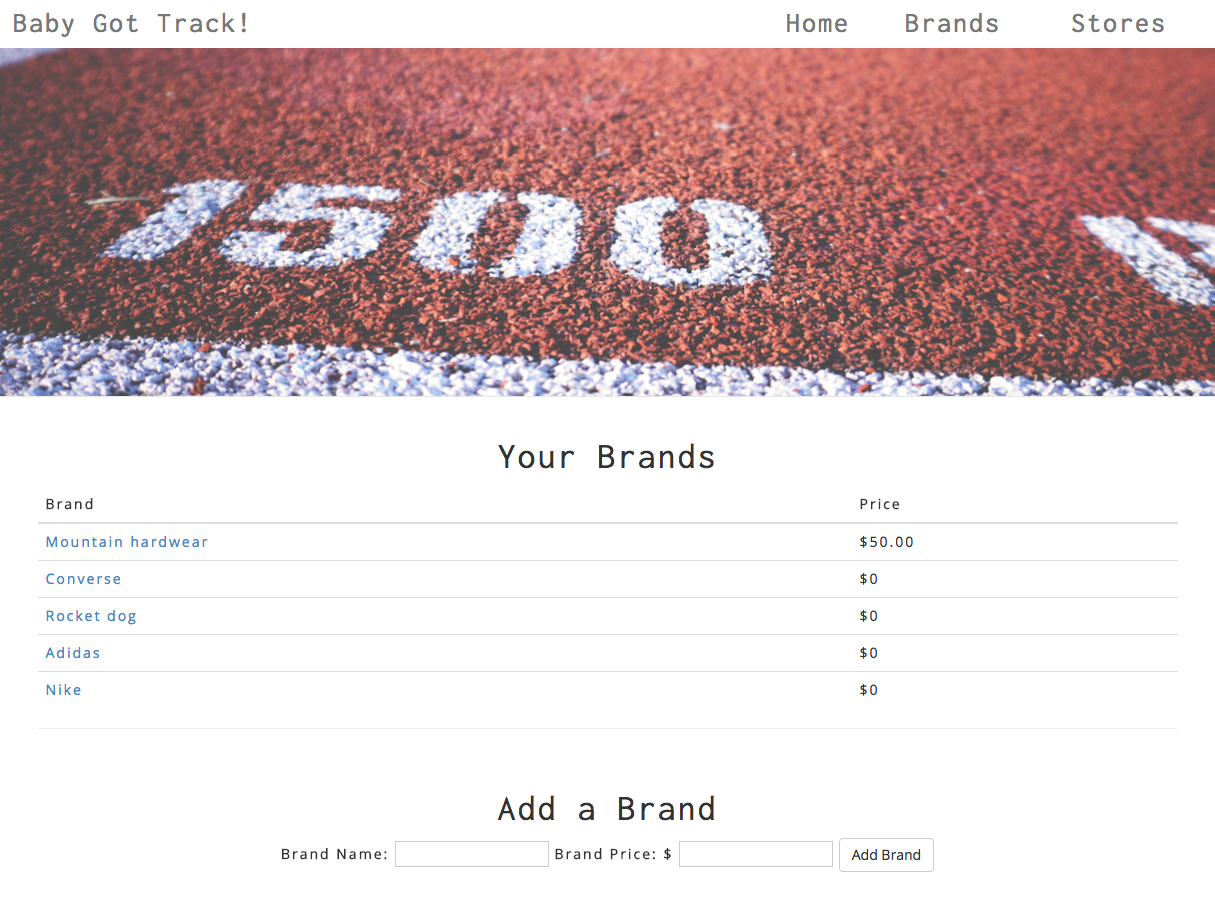 Baby Got Track! Home Brands Stores
1500
Your Brands
Brand Price
Mountain hardwear $50.00
Converse $0
Rocket dog $0
Adidas $0
Nike $0
Add a Brand
Brand Name: Brand Price: $ Add Brand